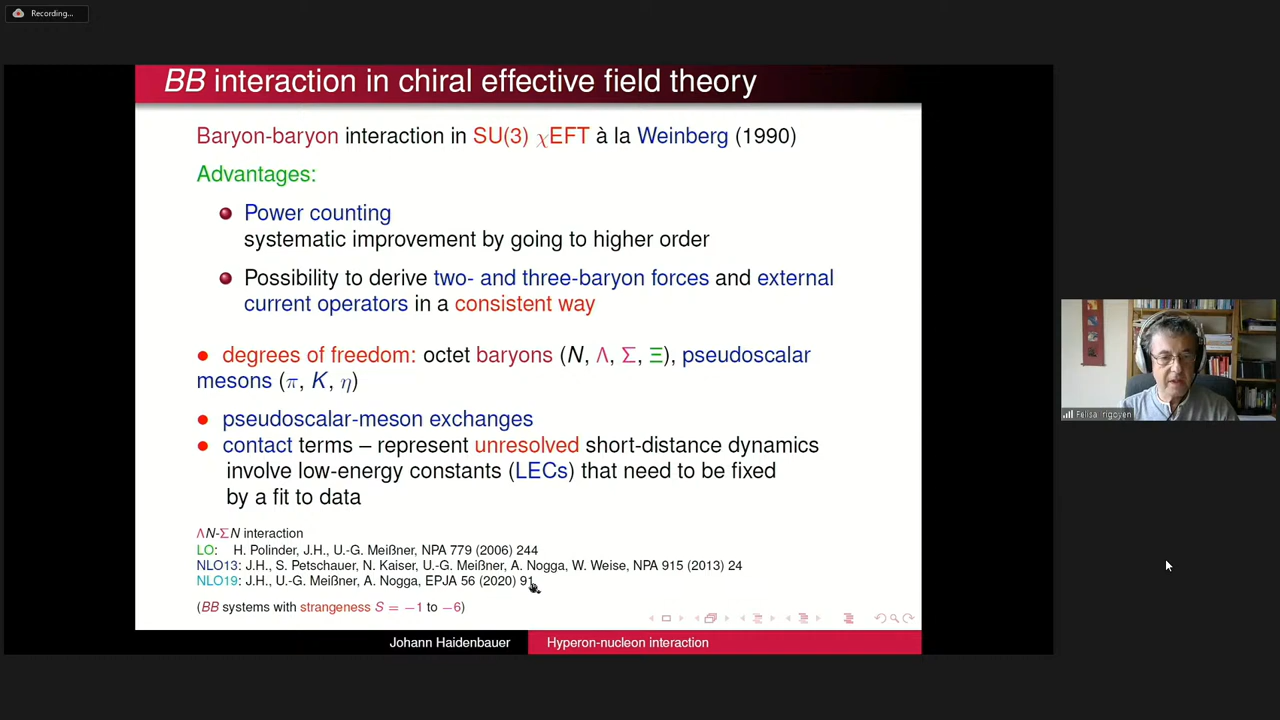 Recording...
BB interaction in chiral effective field theory
Baryon-baryon interaction in SU(3) χEFT à la Weinberg (1990)
Advantages:
Power counting
systematic improvement by going to higher order
Possibility to derive two- and three-baryon forces and external
current operators in a consistent way
• degrees of freedom: octet baryons (N, Λ, Σ, Ξ), pseudoscalar
mesons (π, K, η)
• pseudoscalar-meson exchanges
• contact terms – represent unresolved short-distance dynamics
involve low-energy constants (LECs) that need to be fixed
by a fit to data
ΛN-ΣN interaction
LO: H. Polinder, J.H., U.-G. Meißner, NPA 779 (2006) 244
NLO13: J.H., S. Petschauer, N. Kaiser, U.-G. Meißner, A. Nogga, W. Weise, NPA 915 (2013) 24
NLO19: J.H., U.-G. Meißner, A. Nogga, EPJA 56 (2020) 91
(BB systems with strangeness S = −1 to −6)
Johann Haidenbauer
Hyperon-nucleon interaction
Felisa Irigoyen